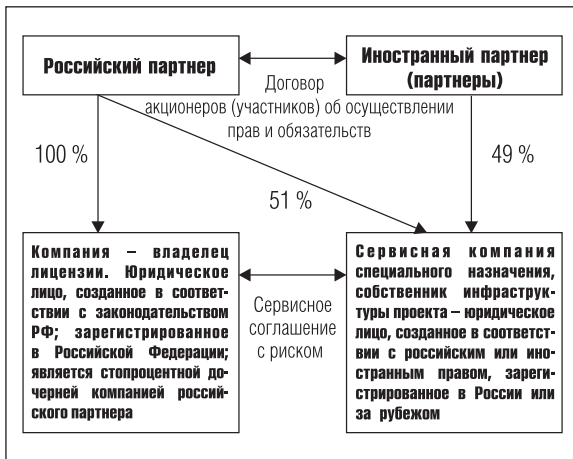 Российский партнер
Иностранный партнер
(партнеры)
Договор
акционеров (участников) об осуществлении
прав и обязательств
100 %
51 %
49 %
Компания – владелец
лицензии. Юридическое
лицо, созданное в соответ-
ствии с законодательством
РФ; зарегистрированное
в Российской Федерации;
является стопроцентной до-
черней компанией россий-
ского партнера
Сервисное
соглашение
с риском
Сервисная компания
специального назначения,
собственник инфраструк-
туры проекта – юридическое
лицо, созданное в соответст-
вии с российским или ино-
странным правом, зареги-
стрированное в России или
за рубежом